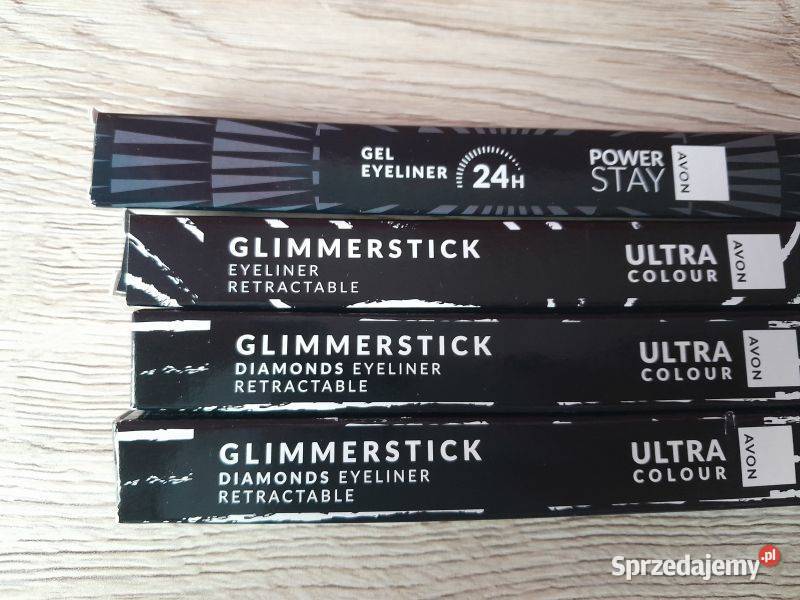 GEL
EYELINER
24H
POWER
STAY
AVON
GLIMMERSTICK
EYELINER
RETRACTABLE
ULTRA
COLOUR
AVON
GLIMMERSTICK
DIAMONDS EYELINER
RETRACTABLE
ULTRA
COLOUR
AVON
GLIMMERSTICK
DIAMONDS EYELINER
RETRACTABLE
ULTRA
COLOUR
AVON
Sprzedajemy.pl